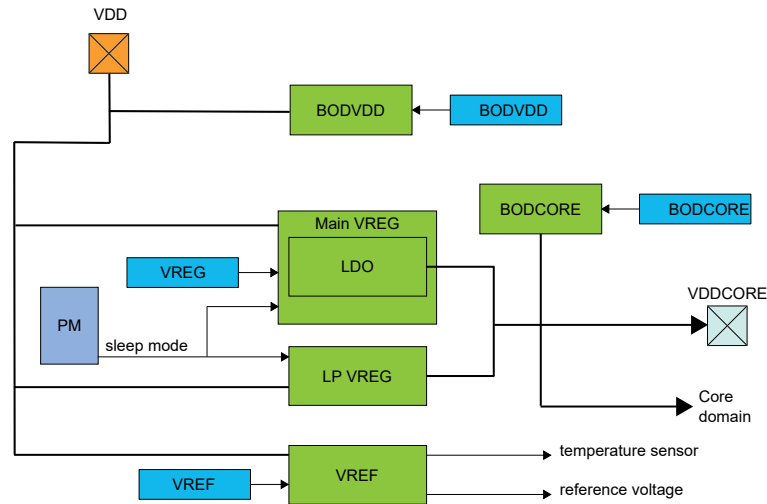 VDD
BODVDD
BODVDD
BODCORE
BODCORE
Main VREG
LDO
VREG
VDDCORE
PM
sleep mode
LP VREG
Core
domain
temperature sensor
VREF
VREF
reference voltage